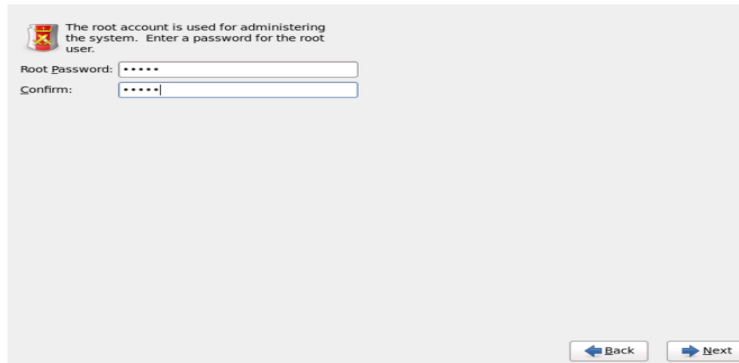 The root account is used for administering
the system.  Enter a password for the root
user.
Root Password: •••••
Confirm: •••••
Back Next